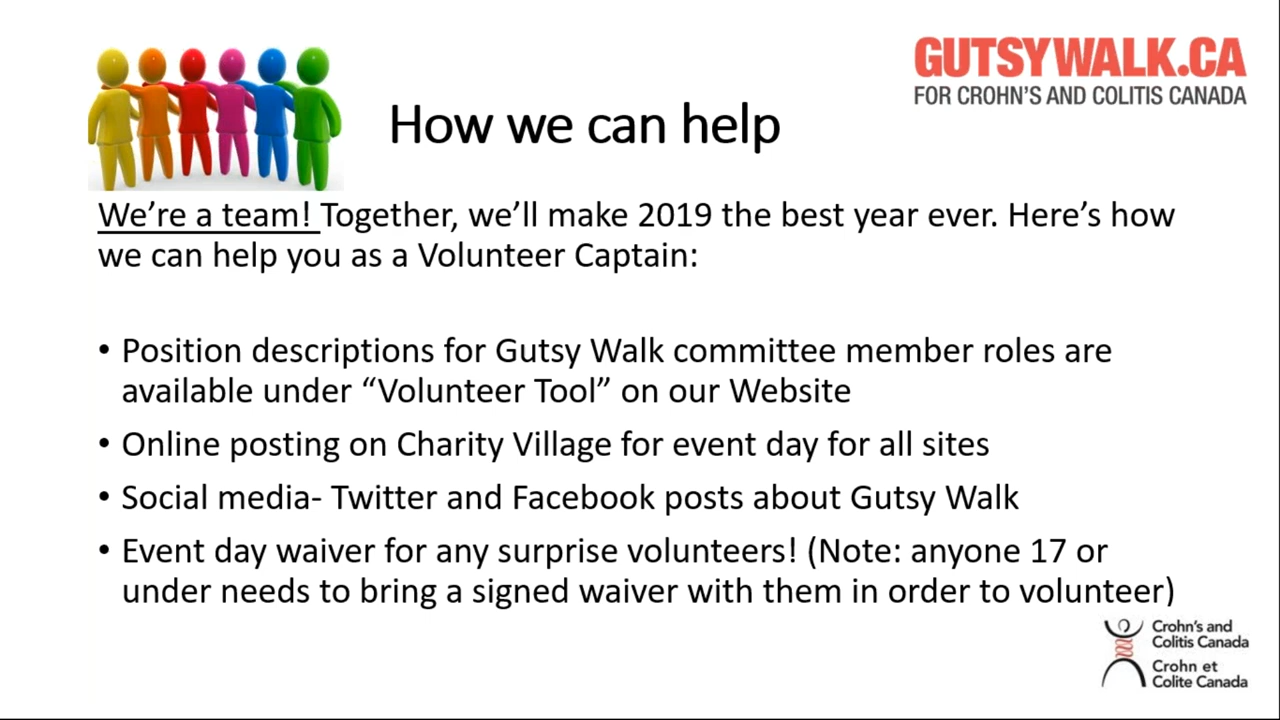 GUTSYWALK.CA
FOR CROHN'S AND COLITIS CANADA
How we can help
We're a team! Together, we'll make 2019 the best year ever. Here's how
we can help you as a Volunteer Captain:
• Position descriptions for Gutsy Walk committee member roles are
available under “Volunteer Tool” on our Website
• Online posting on Charity Village for event day for all sites
• Social media- Twitter and Facebook posts about Gutsy Walk
• Event day waiver for any surprise volunteers! (Note: anyone 17 or
under needs to bring a signed waiver with them in order to volunteer)
Crohn's and
Colitis Canada
Crohn et
Colite Canada